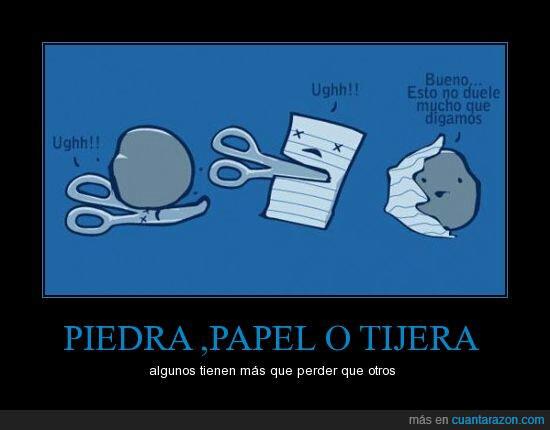 Ughh!!
Ughh!!
Bueno...
Esto no duele
mucho que
digamos
PIEDRA ,PAPEL O TIJERA
algunos tienen más que perder que otros
más en cuantarazon.com